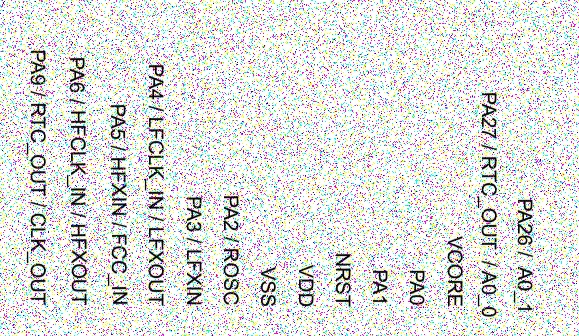 PA9 / RTC_OUT / CLK_OUT
PA6 / HFCLK_IN / HFXOUT
PA5 / HFXIN / FCC_IN
PA4 / LFCLK_IN / LFXOUT
PA3 / LFXIN
PA2 / ROSC
VSS
VDD
NRST
PA1
PA0
VCORE
PA27 / RTC_OUT / A0_0
PA26 / A0_1